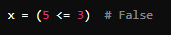 x = (5 <= 3)  # False